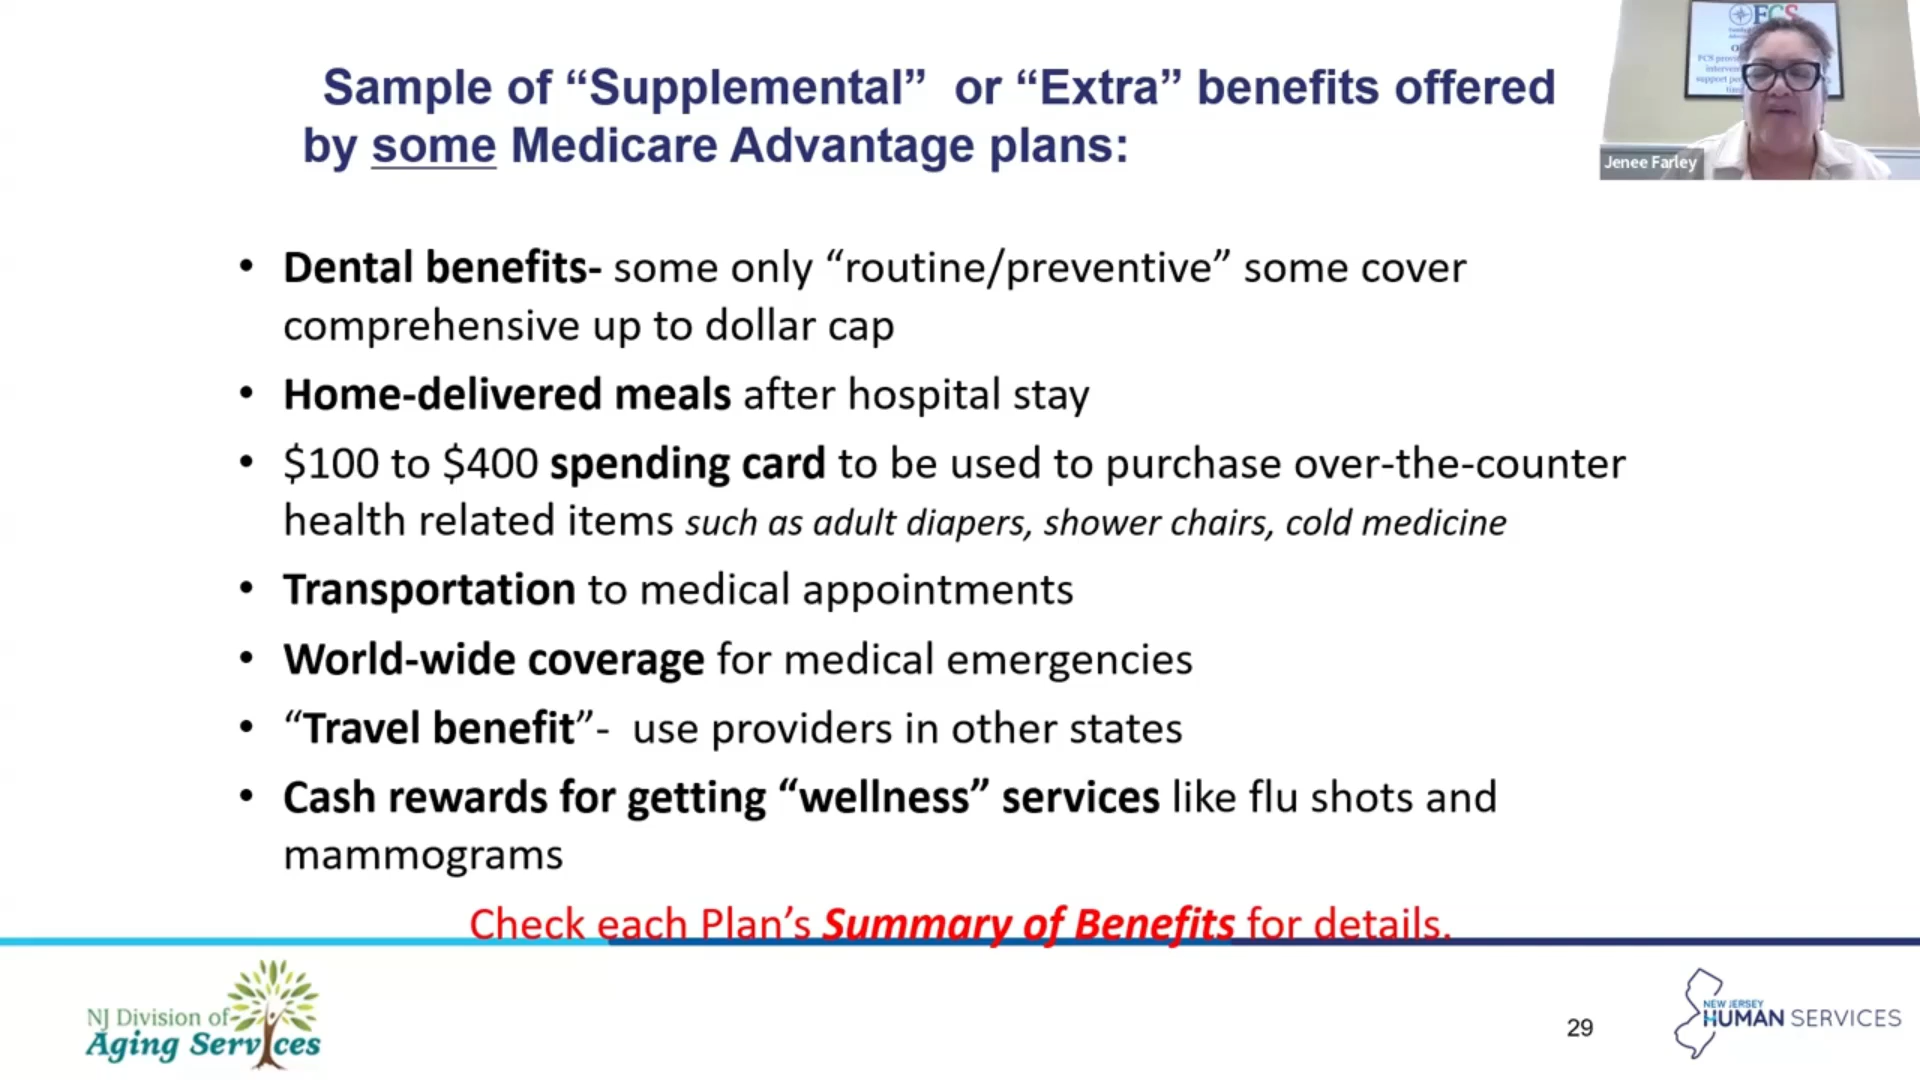 Sample of “Supplemental” or “Extra” benefits offered
by some Medicare Advantage plans:
FCS
Jenee Farley
• Dental benefits- some only “routine/preventive” some cover
comprehensive up to dollar cap
• Home-delivered meals after hospital stay
• $100 to $400 spending card to be used to purchase over-the-counter
health related items such as adult diapers, shower chairs, cold medicine
• Transportation to medical appointments
• World-wide coverage for medical emergencies
• “Travel benefit”- use providers in other states
• Cash rewards for getting “wellness” services like flu shots and
mammograms
Check each Plan’s Summary of Benefits for details.
NJ Division of
Aging Services
29
NEW JERSEY
HUMAN SERVICES